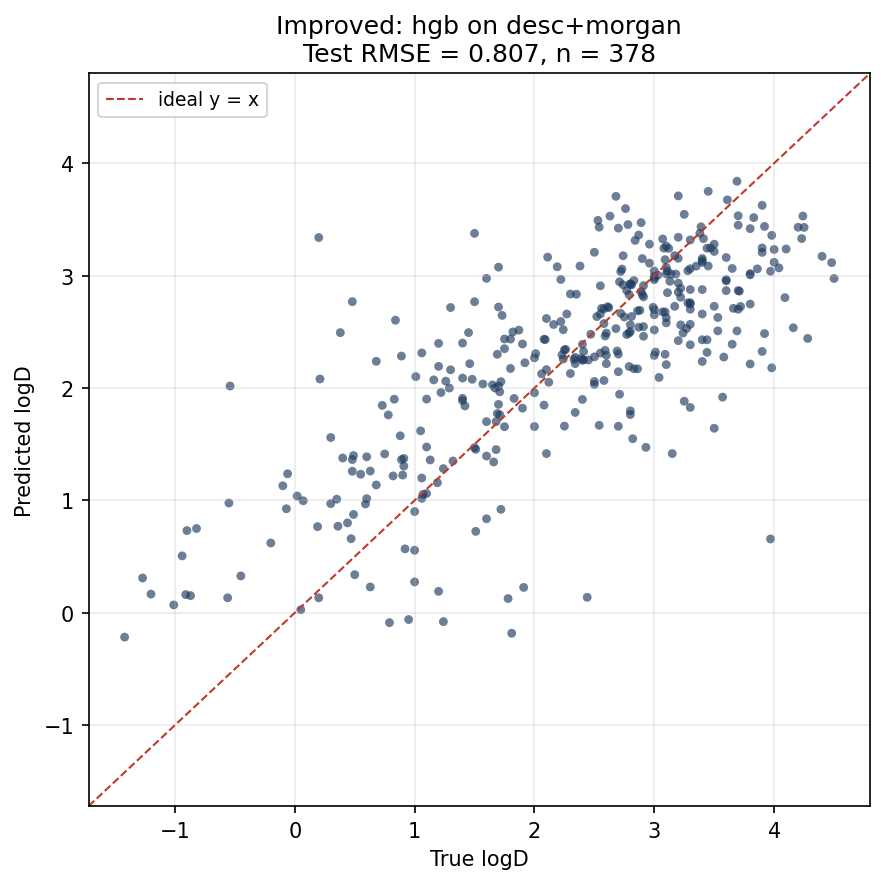 Improved: hgb on desc+morgan
Test RMSE = 0.807, n = 378
ideal y = x
4
3
2
1
0
−1
Predicted logD
−1
0
1
2
3
4
True logD